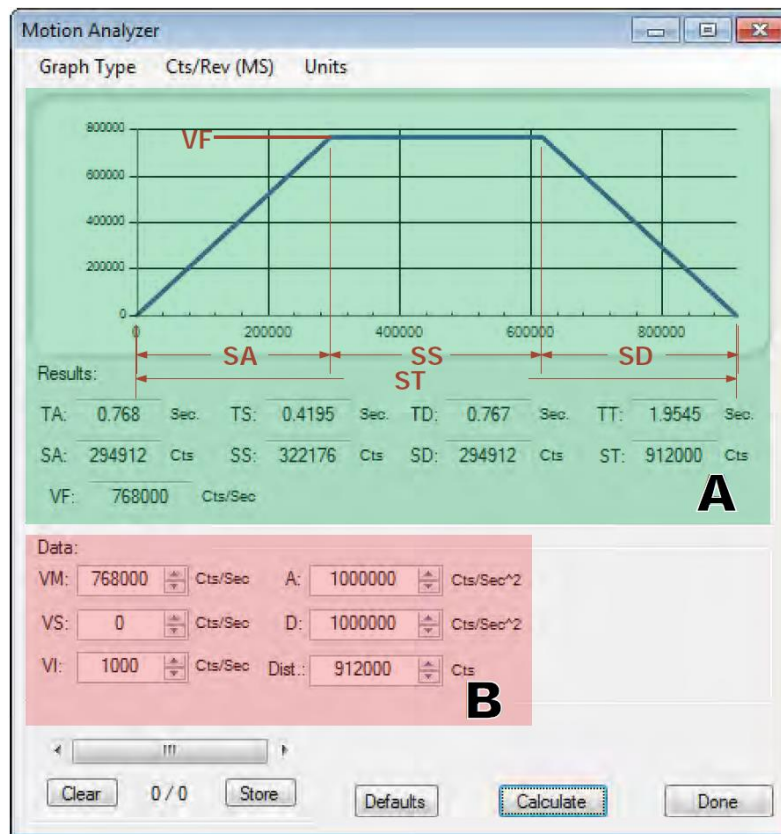 Motion Analyzer
Graph Type Cts/Rev (MS) Units
800000
VF
600000
400000
200000
0
0 200000 400000 600000 800000
SA SS SD
ST
Results:
TA: 0.768 Sec. TS: 0.4195 Sec. TD: 0.767 Sec. TT: 1.9545 Sec.
SA: 294912 Cts SS: 322176 Cts SD: 294912 Cts ST: 912000 Cts
VF: 768000 Cts/Sec
A
Data:
VM: 768000 Cts/Sec A: 1000000 Cts/Sec^2
VS: 0 Cts/Sec D: 1000000 Cts/Sec^2
VI: 1000 Cts/Sec Dist.: 912000 Cts
B
Clear 0 / 0 Store Defaults Calculate Done